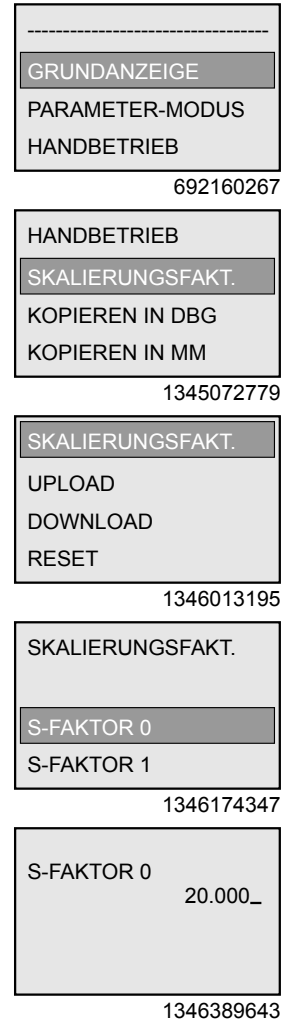 ----------------------------------
GRUNDANZEIGE
PARAMETER-MODUS
HANDBETRIEB
692160267
HANDBETRIEB
SKALIERUNGSFAKT.
KOPIEREN IN DBG
KOPIEREN IN MM
1345072779
SKALIERUNGSFAKT.
UPLOAD
DOWNLOAD
RESET
1346013195
SKALIERUNGSFAKT.
S-FAKTOR 0
S-FAKTOR 1
1346174347
S-FAKTOR 0
20.000_
1346389643